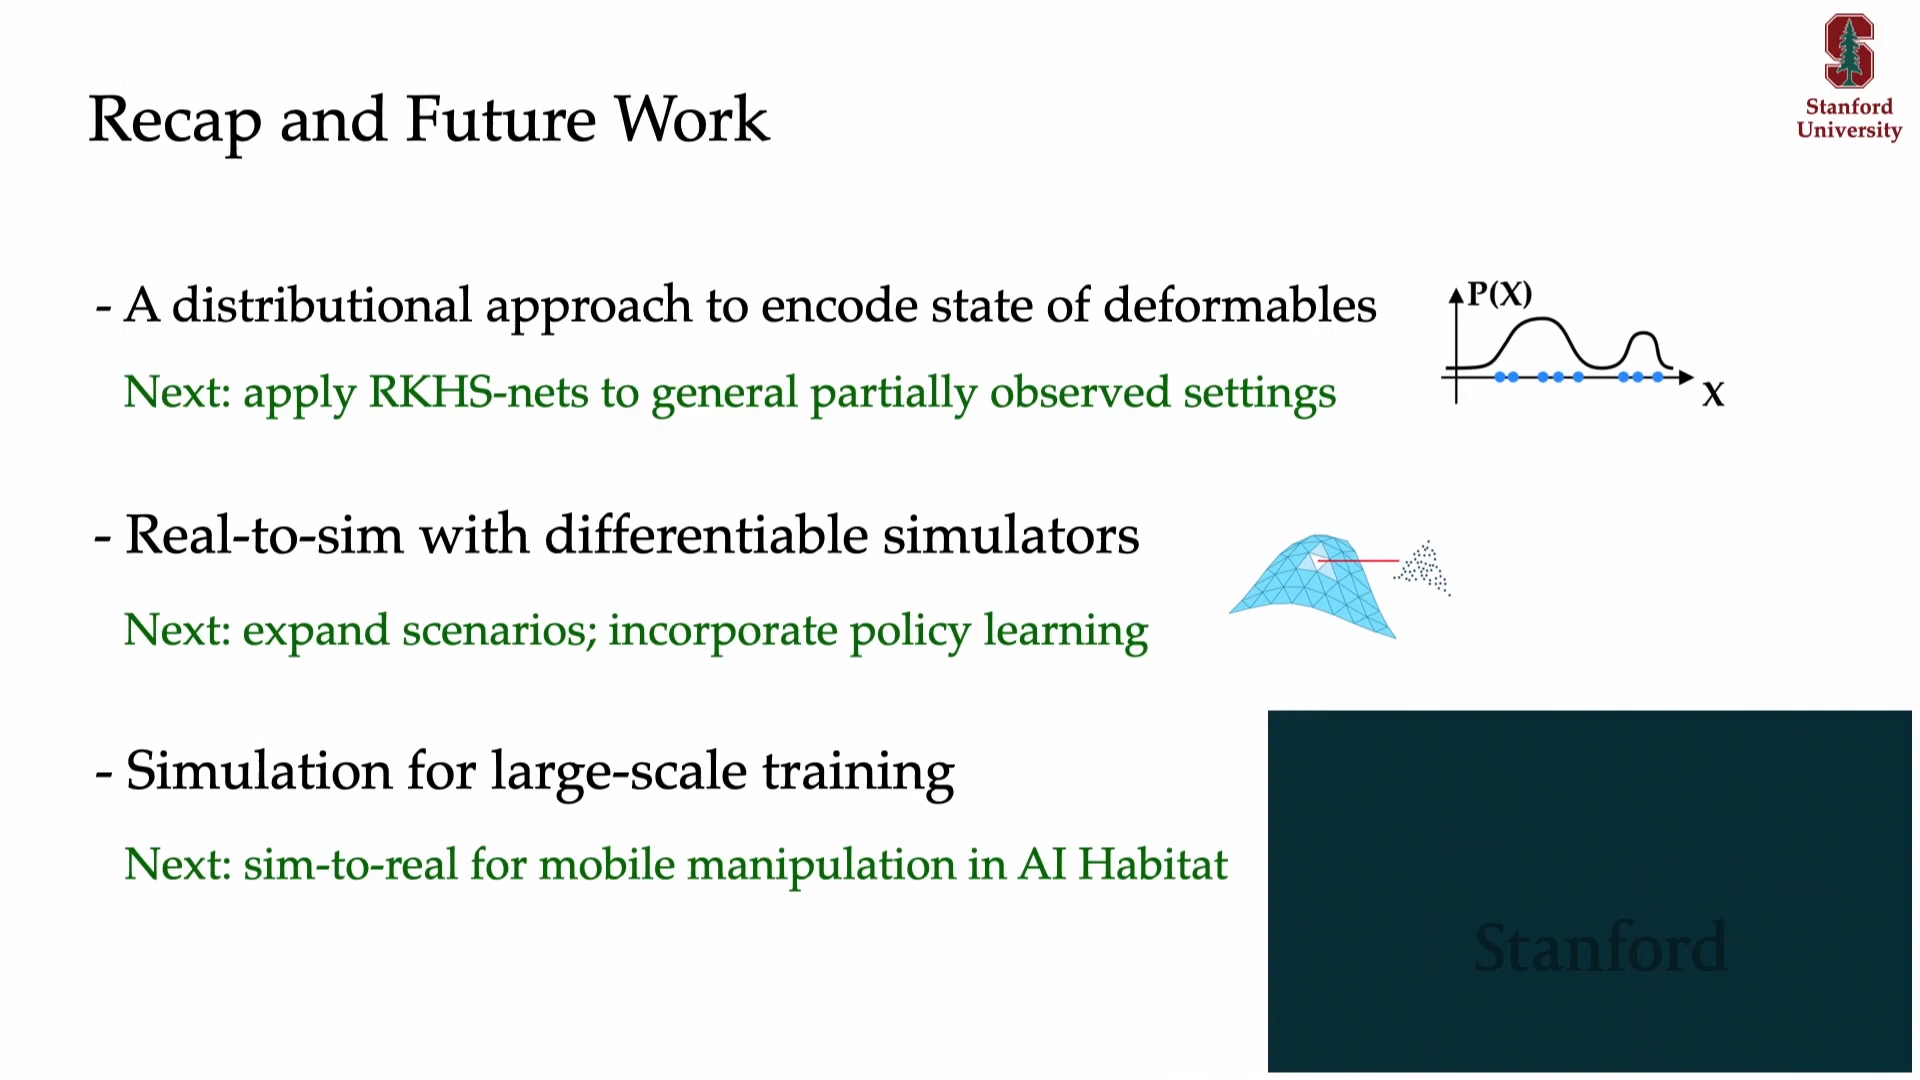 Stanford
University
Recap and Future Work
- A distributional approach to encode state of deformables
P(X)
X
Next: apply RKHS-nets to general partially observed settings
- Real-to-sim with differentiable simulators
Next: expand scenarios; incorporate policy learning
- Simulation for large-scale training
Next: sim-to-real for mobile manipulation in AI Habitat
Stanford